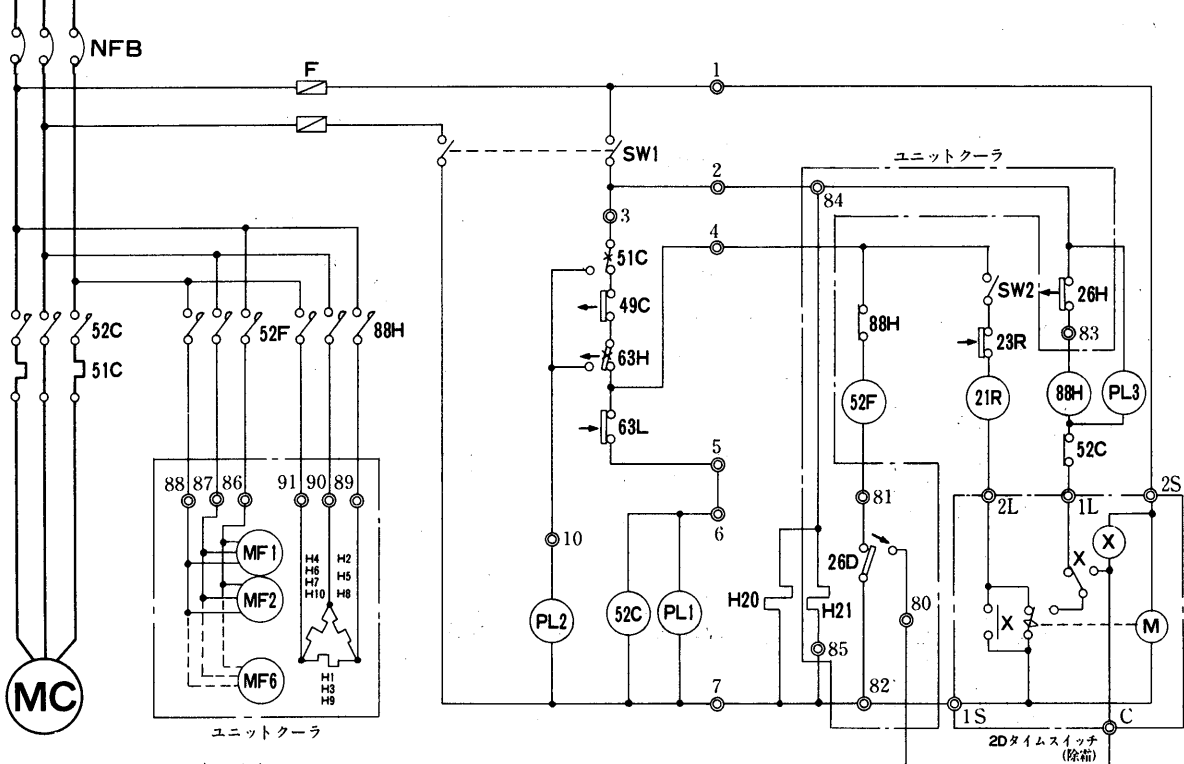 NFB
F
1
SW1
ユニットクーラ
2
84
3
4
51C
SW2
26H
49C
52C
52F
88H
88H
23R
83
63H
51C
52F
21R
88H
PL3
63L
52C
5
88
87
86
91
90
89
81
2L
1L
2S
6
10
X
MF1
H4
H2
H6
H7
H5
H10
H8
26D
X
MF2
H20
H21
80
PL2
52C
PL1
X
M
85
MF6
H1
H3
H9
MC
7
82
1S
C
ユニットクーラ
2Dタイムスイッチ
(除霜)